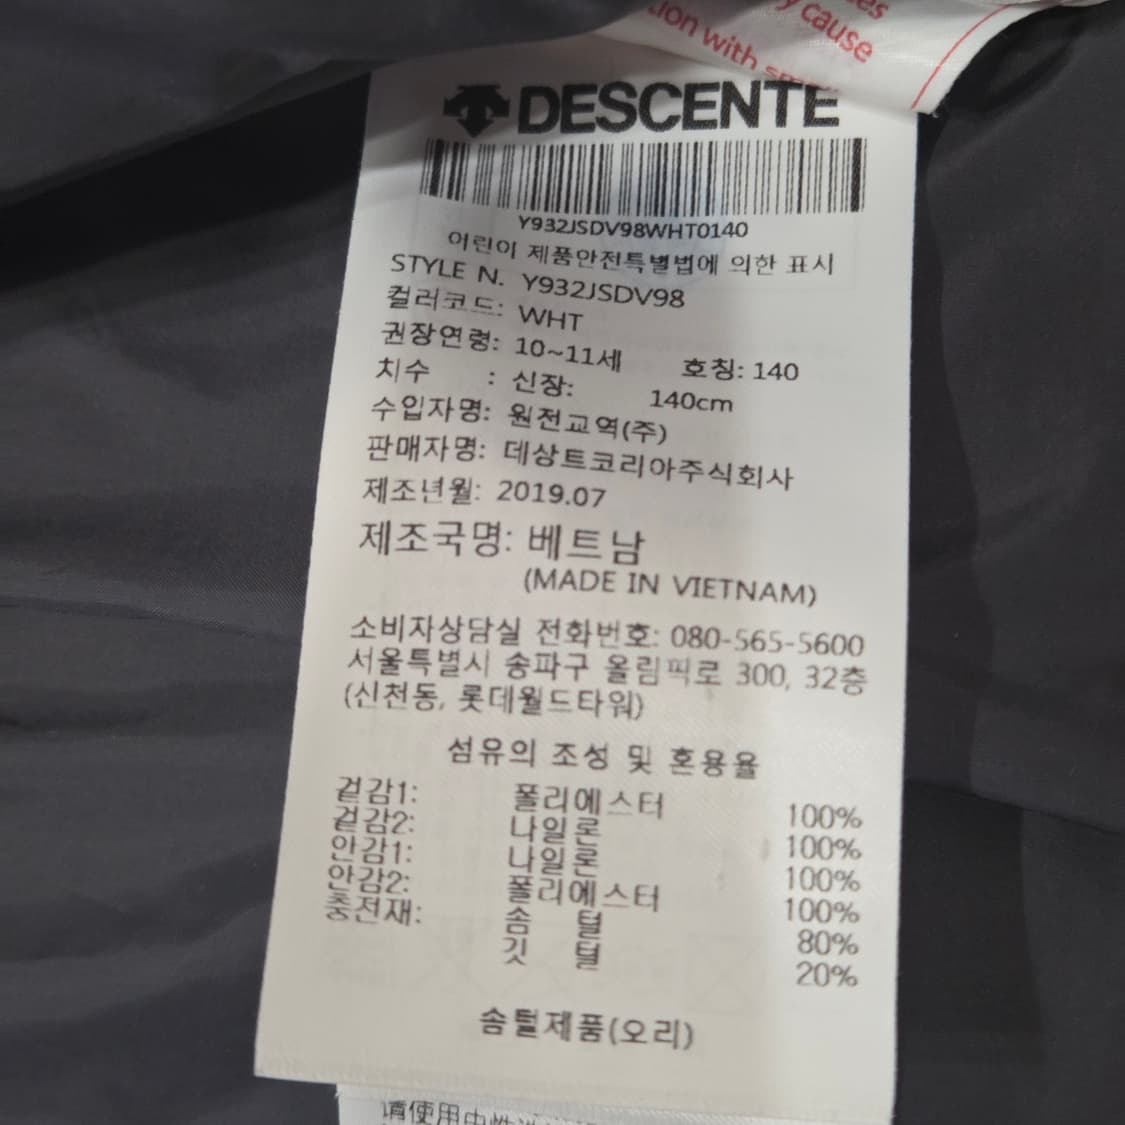 y cause
ion with
DESCENTE
Y932JSDV98WHT0140
어린이 제품안전특별법에 의한 표시
STYLE N. Y932JSDV98
컬러코드: WHT
권장연령: 10~11세 호칭: 140
치수 : 신장: 140cm
수입자명: 원전교역(주)
판매자명: 데상트코리아주식회사
제조년월: 2019.07
제조국명: 베트남
(MADE IN VIETNAM)
소비자상담실 전화번호: 080-565-5600
서울특별시 송파구 올림픽로 300, 32층
(신천동, 롯데월드타워)
섬유의 조성 및 혼용율
겉감1: 폴리에스터 100%
겉감2: 나일론 100%
안감1: 나일론 100%
안감2: 폴리에스터 100%
충전재: 솜 털 80%
깃 털 20%
솜털제품(오리)
请使用中性